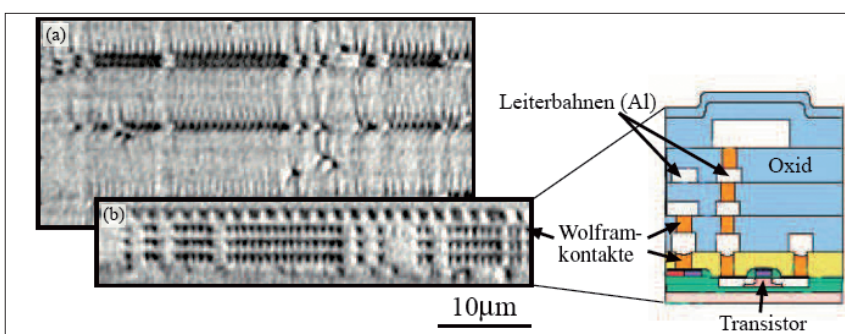 (a)
(b)
10μm
Leiterbahnen (Al)
Oxid
Wolfram-
kontakte
Transistor